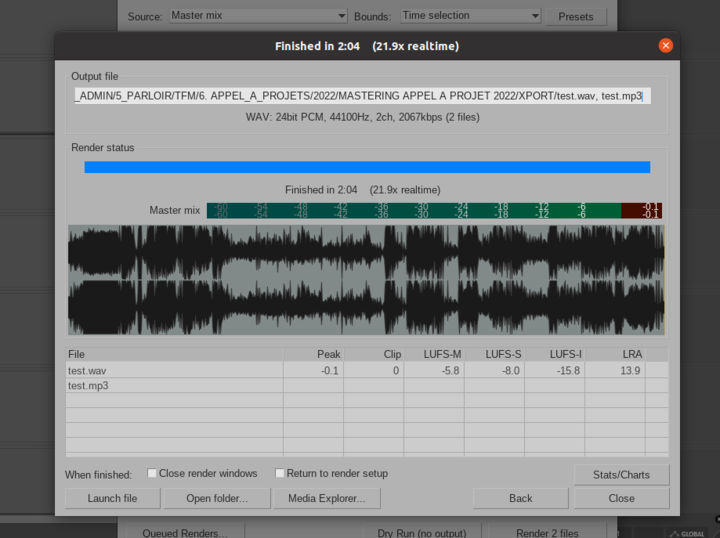 Source: Master mix Bounds: Time selection Presets
Finished in 2:04 (21.9x realtime)
Output file
_ADMIN/5_PARLOIR/TFM/6. APPEL_A_PROJETS/2022/MASTERING APPEL A PROJET 2022/XPORT/test.wav, test.mp3
WAV: 24bit PCM, 44100Hz, 2ch, 2067kbps (2 files)
Render status
Finished in 2:04 (21.9x realtime)
Master mix -60 -54 -48 -42 -36 -30 -24 -18 -12 -6 -0.1
-60 -54 -48 -42 -36 -30 -24 -18 -12 -6 -0.1
File Peak Clip LUFS-M LUFS-S LUFS-I LRA
test.wav -0.1 0 -5.8 -8.0 -15.8 13.9
test.mp3
When finished: Close render windows Return to render setup Stats/Charts
Launch file Open folder... Media Explorer... Back Close
Queued Renders... Dry Run (no output) Render 2 files GLOBAL